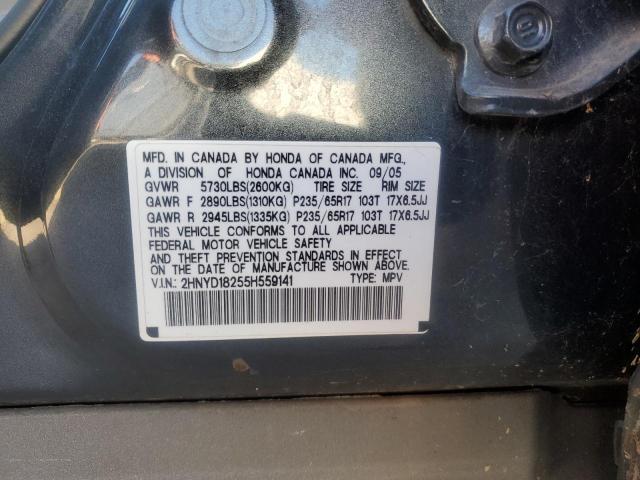 MFD. IN CANADA BY HONDA OF CANADA MFG.,
A DIVISION OF HONDA CANADA INC. 09/05
GVWR 5730LBS(2600KG) TIRE SIZE RIM SIZE
GAWR F 2890LBS(1310KG) P235/65R17 103T 17X6.5JJ
GAWR R 2945LBS(1335KG) P235/65R17 103T 17X6.5JJ
THIS VEHICLE CONFORMS TO ALL APPLICABLE
FEDERAL MOTOR VEHICLE SAFETY
AND THEFT PREVENTION STANDARDS IN EFFECT ON
THE DATE OF MANUFACTURE SHOWN ABOVE.
V.I.N.: 2HNYD18255H559141 TYPE: MPV